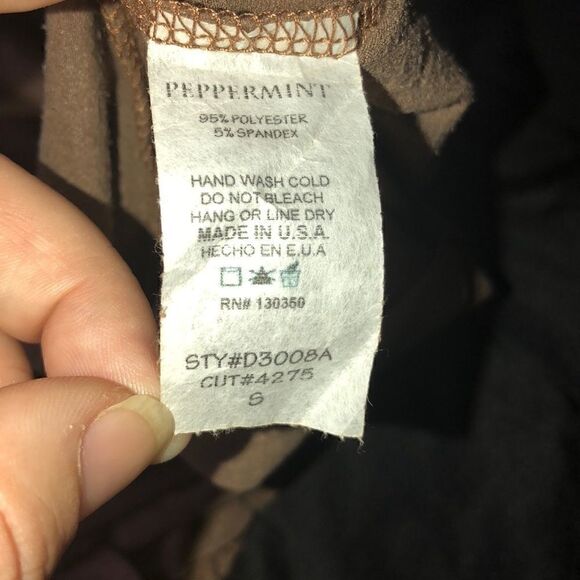 PEPPERMINT
95% POLYESTER
5% SPANDEX
HAND WASH COLD
DO NOT BLEACH
HANG OR LINE DRY
MADE IN U.S.A
HECHO EN E.U.A
RN# 130350
STY#D3008A
CUT#4275
S